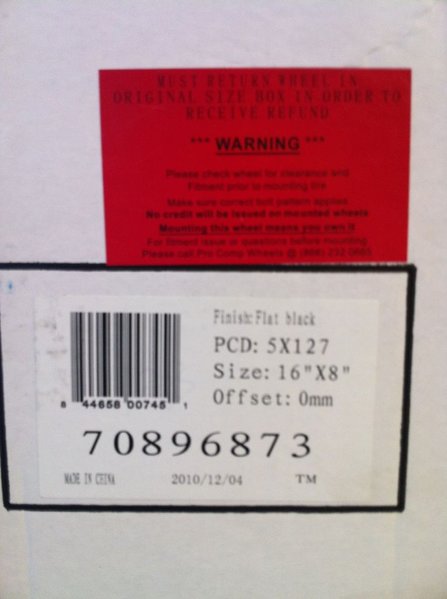 MUST RETURN WHEEL IN
ORIGINAL SIZE BOX IN ORDER TO
RECEIVE REFUND
*** WARNING ***
Please check wheel for clearance and
Fitment prior to mounting tire
Make sure correct bolt pattern applies
No credit will be issued on mounted wheels
Mounting this wheel means you own it
For fitment issue or questions before mounting
Please call Pro Comp Wheels @ (866) 232-0665
Finish: Flat black
PCD: 5X127
Size: 16"X8"
Offset: 0mm
8 44658 00745 1
70896873
MADE IN CHINA 2010/12/04 TM